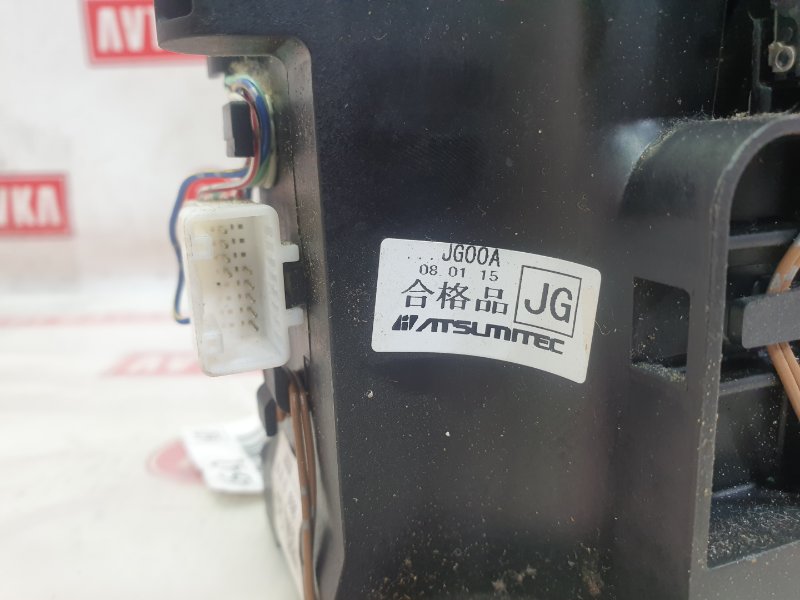 ... JG00A
08 01 15
合格品 JG
ATSUMITEC